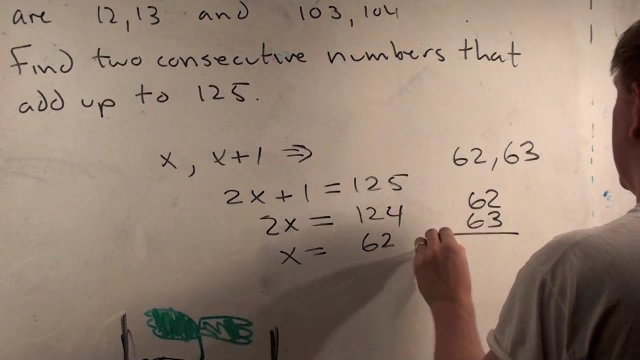 are 12,13 and 103,104
Find two consecutive numbers that
add up to 125.
x, x+1 ⇒
2x+1 = 125
2x = 124
x = 62
62,63
62
63